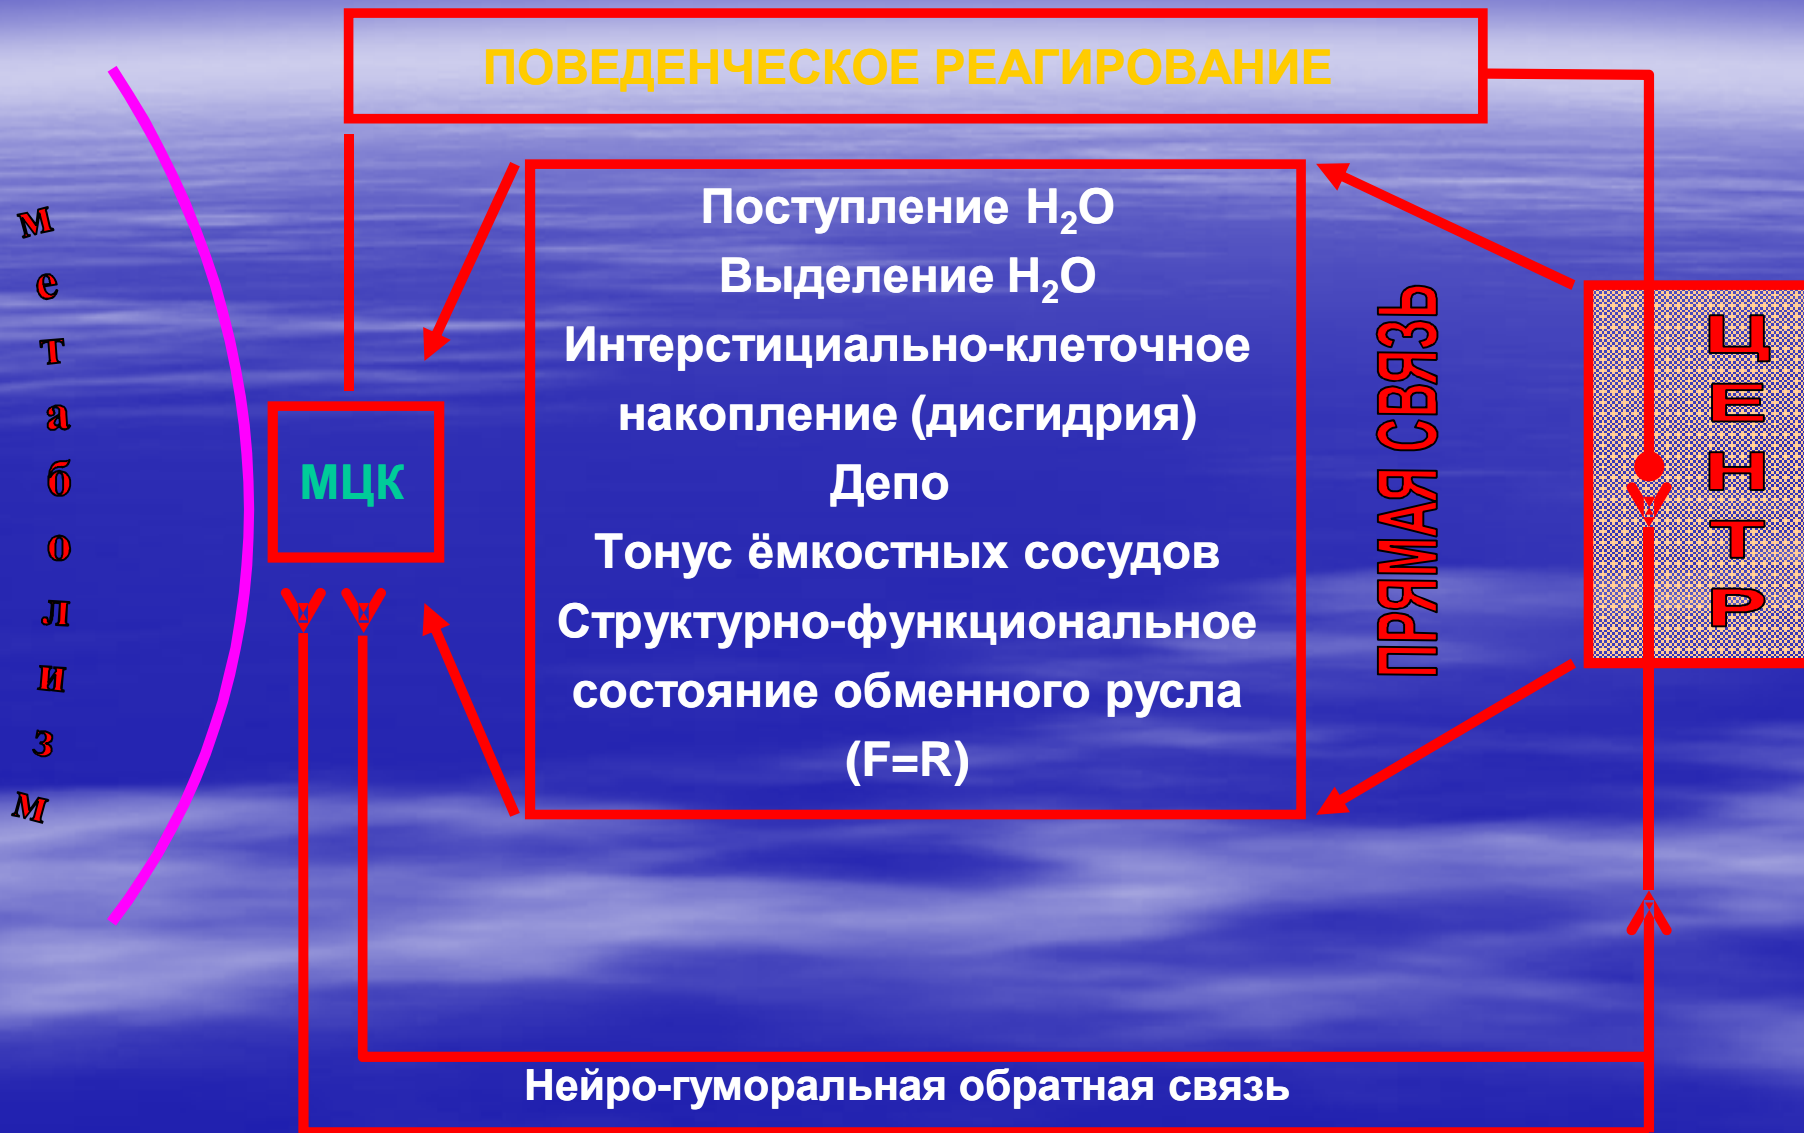 ПОВЕДЕНЧЕСКОЕ РЕАГИРОВАНИЕ
метаболизм
МЦК
Поступление H₂O
Выделение H₂O
Интерстициально-клеточное
накопление (дисгидрия)
Депо
Тонус ёмкостных сосудов
Структурно-функциональное
состояние обменного русла
(F=R)
ПРЯМАЯ СВЯЗЬ
ЦЕНТР
Нейро-гуморальная обратная связь